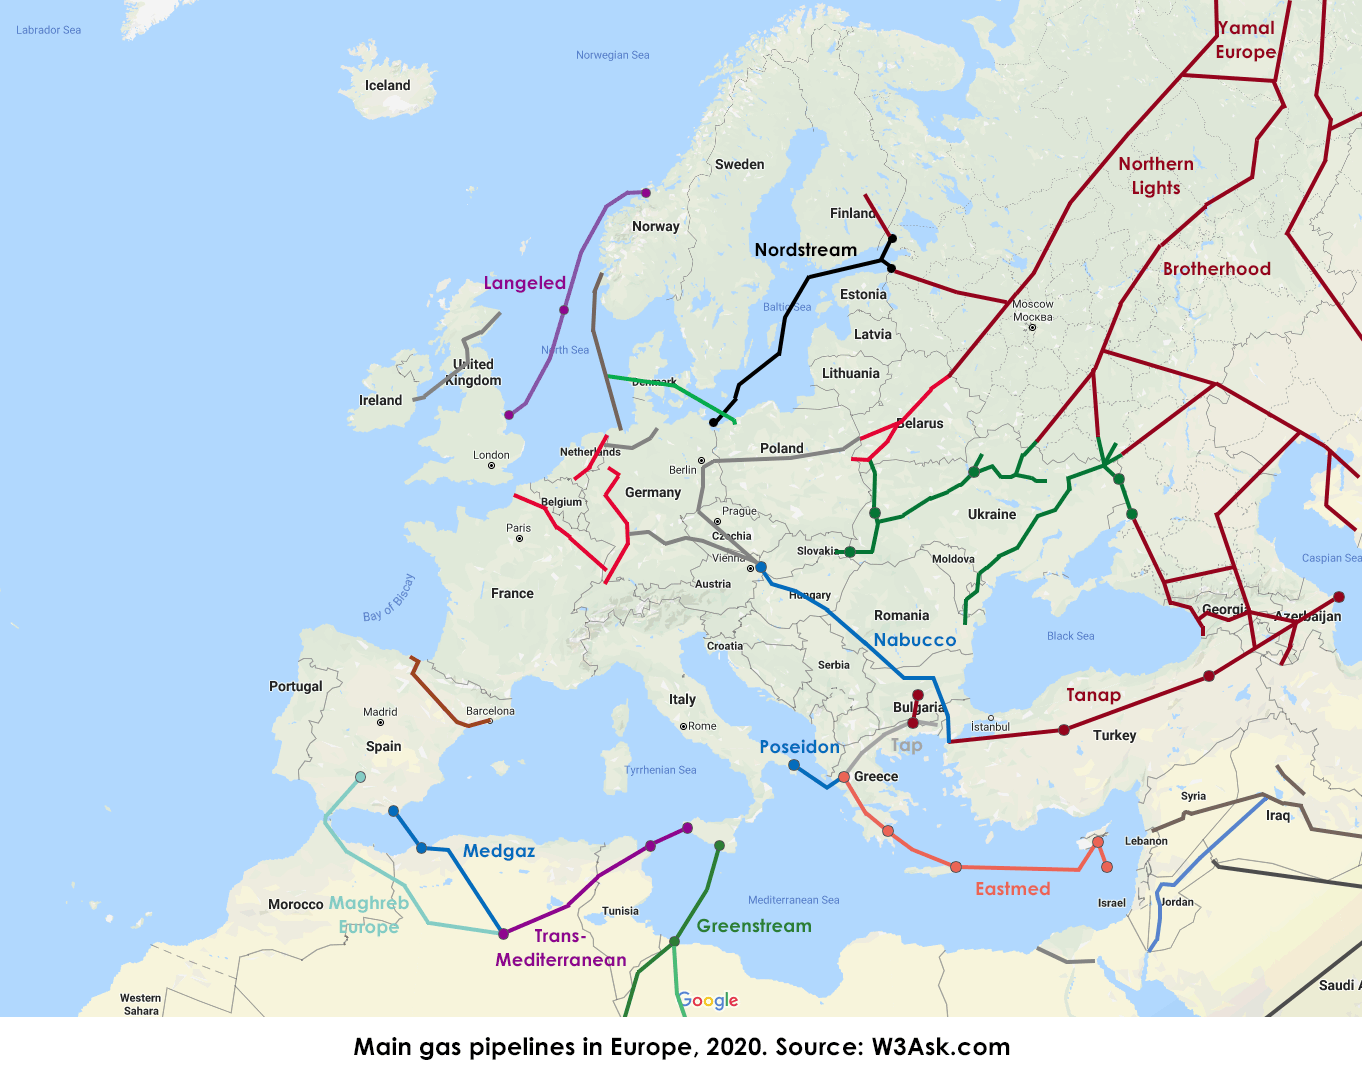 Labrador Sea
Norwegian Sea
Iceland
Yamal
Europe
Sweden
Northern
Lights
Finland
Norway
Nordstream
Brotherhood
Langeled
Estonia
Moscow
Москва
Baltic Sea
Latvia
North Sea
United
Kingdom
Denmark
Lithuania
Ireland
Belarus
London
Netherlands
Poland
Berlin
Germany
Belgium
Paris
Prague
Ukraine
Czechia
Slovakia
Vienna
Moldova
Caspian Sea
Austria
Hungary
France
Bay of Biscay
Romania
Georgia
Azerbaijan
Nabucco
Black Sea
Croatia
Serbia
Portugal
Italy
Tanap
Madrid
Barcelona
Bulgaria
Rome
İstanbul
Spain
Poseidon
Tap
Turkey
Tyrrhenian Sea
Greece
Syria
Iraq
Medgaz
Lebanon
Eastmed
Morocco
Maghreb
Europe
Tunisia
Mediterranean Sea
Israel
Jordan
Greenstream
Trans-
Mediterranean
Western
Sahara
Google
Saudi A
Main gas pipelines in Europe, 2020. Source: W3Ask.com